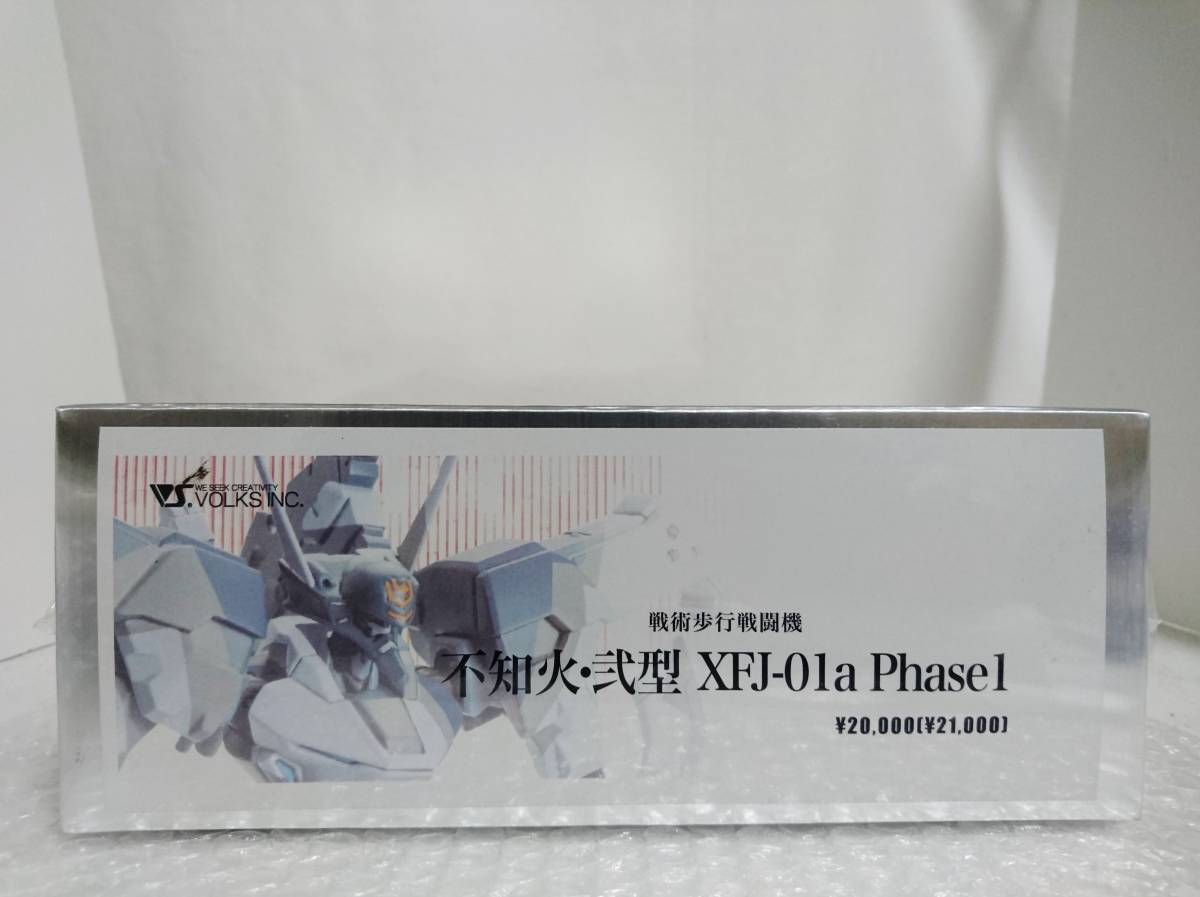 WE SEEK CREATIVITY
VS. VOLKS INC.
戦術歩行戦闘機
不知火・弐型 XFJ-01a Phase1
¥20,000(¥21,000)